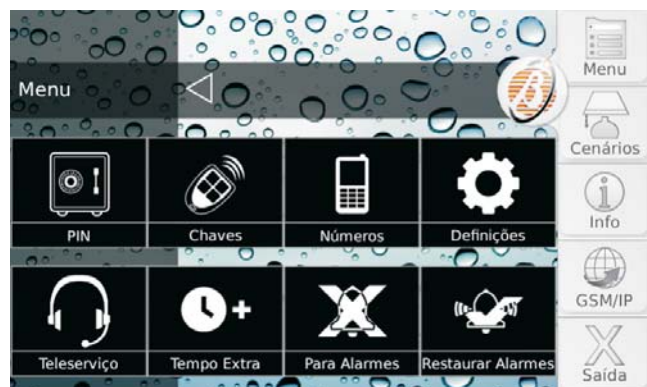 Menu
PIN
Chaves
Números
Definições
Teleserviço
Tempo Extra
Para Alarmes
Restaurar Alarmes
Menu
Cenários
Info
GSM/IP
Saída